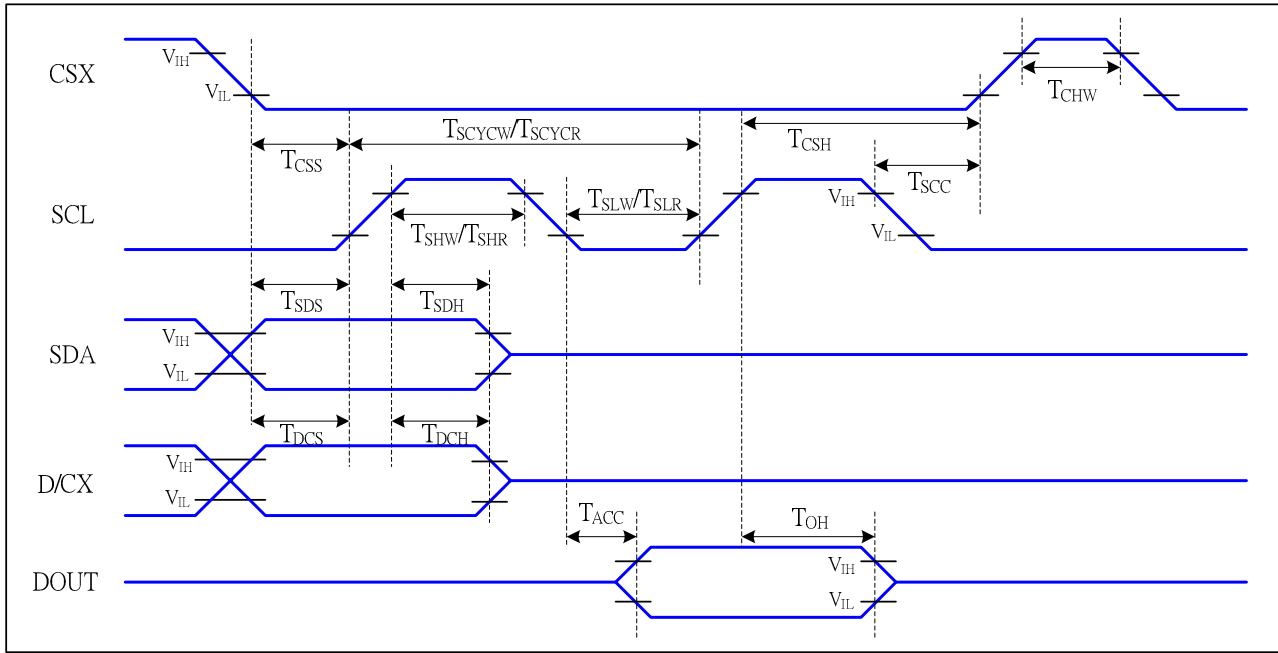 CSX
VIH
VIL
TCHW
TCSS
TSCYCW/TSCYCR
TCSH
TSCC
SCL
TSHW/TSHR
TSLW/TSLR
VIH
VIL
TSDS
TSDH
SDA
VIH
VIL
TDCS
TDCH
D/CX
VIH
VIL
TACC
TOH
DOUT
VIH
VIL